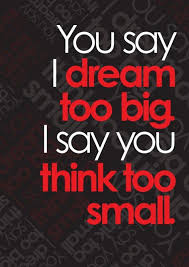 You say
I dream
too big.
I say you
think too
small.